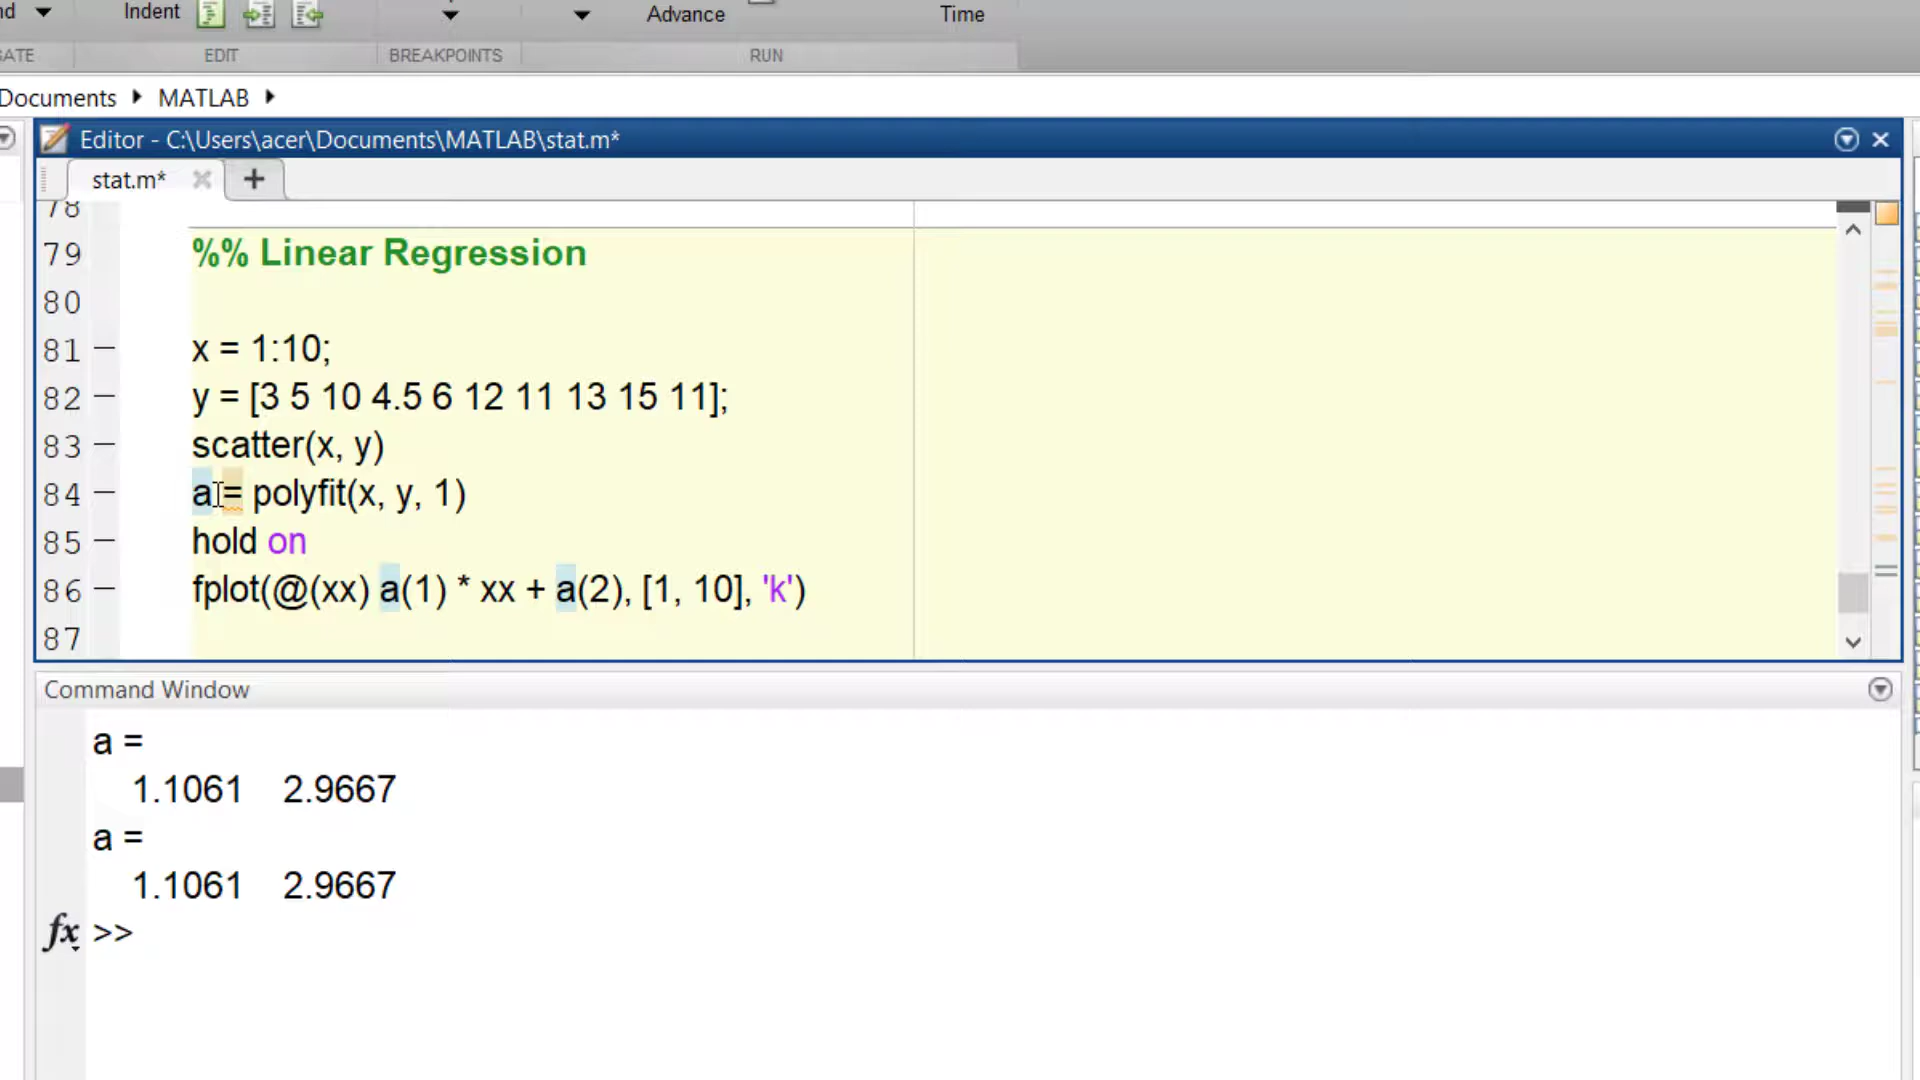 nd Indent Advance Time
GATE EDIT BREAKPOINTS RUN
Documents MATLAB
Editor - C:\Users\acer\Documents\MATLAB\stat.m*
stat.m* +
78
79 %% Linear Regression
80
81 — x = 1:10;
82 — y = [3 5 10 4.5 6 12 11 13 15 11];
83 — scatter(x, y)
84 — a = polyfit(x, y, 1)
85 — hold on
86 — fplot(@(xx) a(1) * xx + a(2), [1, 10], 'k')
87
Command Window
a =
1.1061 2.9667
a =
1.1061 2.9667
fx >>